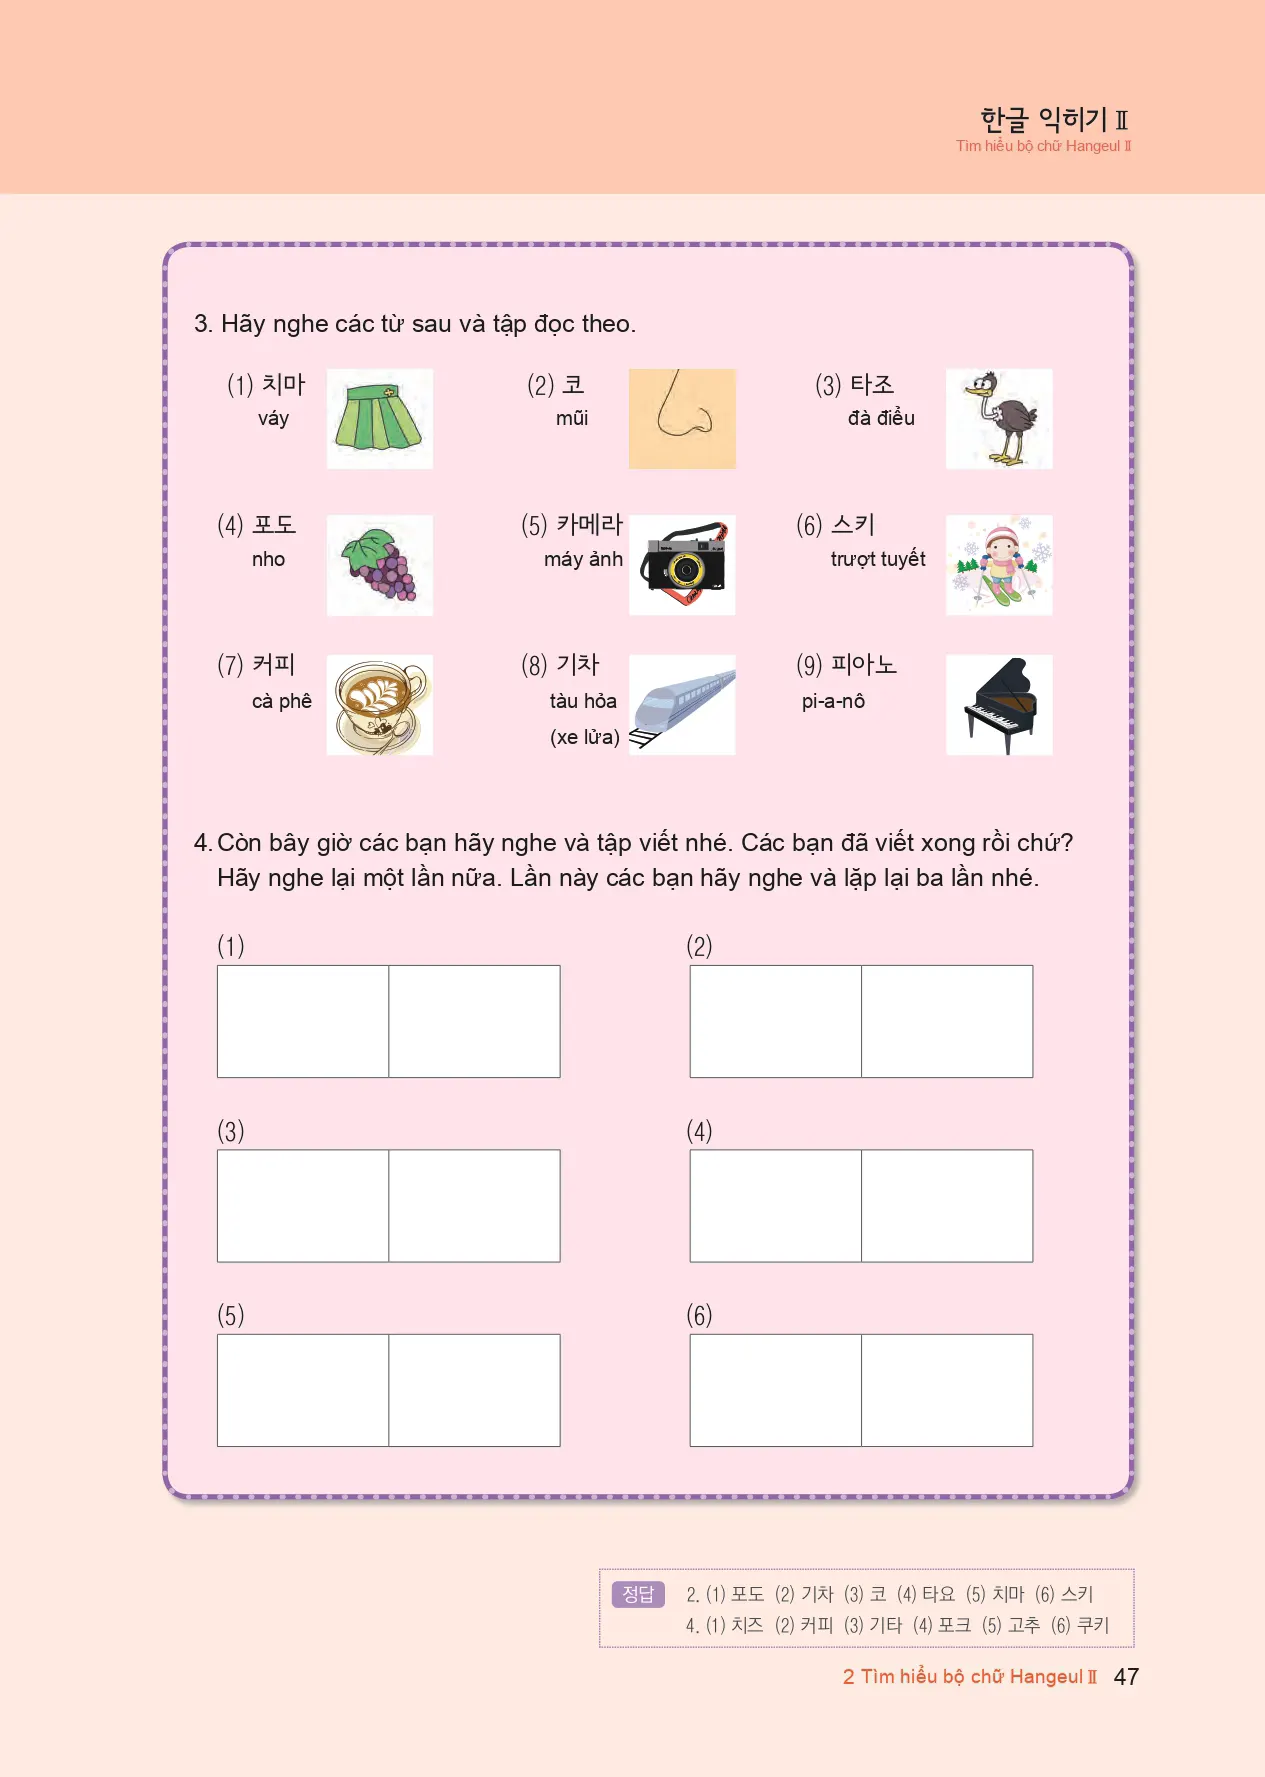 한글 익히기 Ⅱ
Tìm hiểu bộ chữ Hangeul Ⅱ
3. Hãy nghe các từ sau và tập đọc theo.
(1) 치마
váy
(2) 코
mũi
(3) 타조
đà điểu
(4) 포도
nho
(5) 카메라
máy ảnh
(6) 스키
trượt tuyết
(7) 커피
cà phê
(8) 기차
tàu hỏa
(xe lửa)
(9) 피아노
pi-a-nô
4. Còn bây giờ các bạn hãy nghe và tập viết nhé. Các bạn đã viết xong rồi chứ?
Hãy nghe lại một lần nữa. Lần này các bạn hãy nghe và lặp lại ba lần nhé.
(1)
(2)
(3)
(4)
(5)
(6)
정답 2. (1) 포도 (2) 기차 (3) 코 (4) 타요 (5) 치마 (6) 스키
4. (1) 치즈 (2) 커피 (3) 기타 (4) 포크 (5) 고추 (6) 쿠키
2 Tìm hiểu bộ chữ Hangeul Ⅱ 47